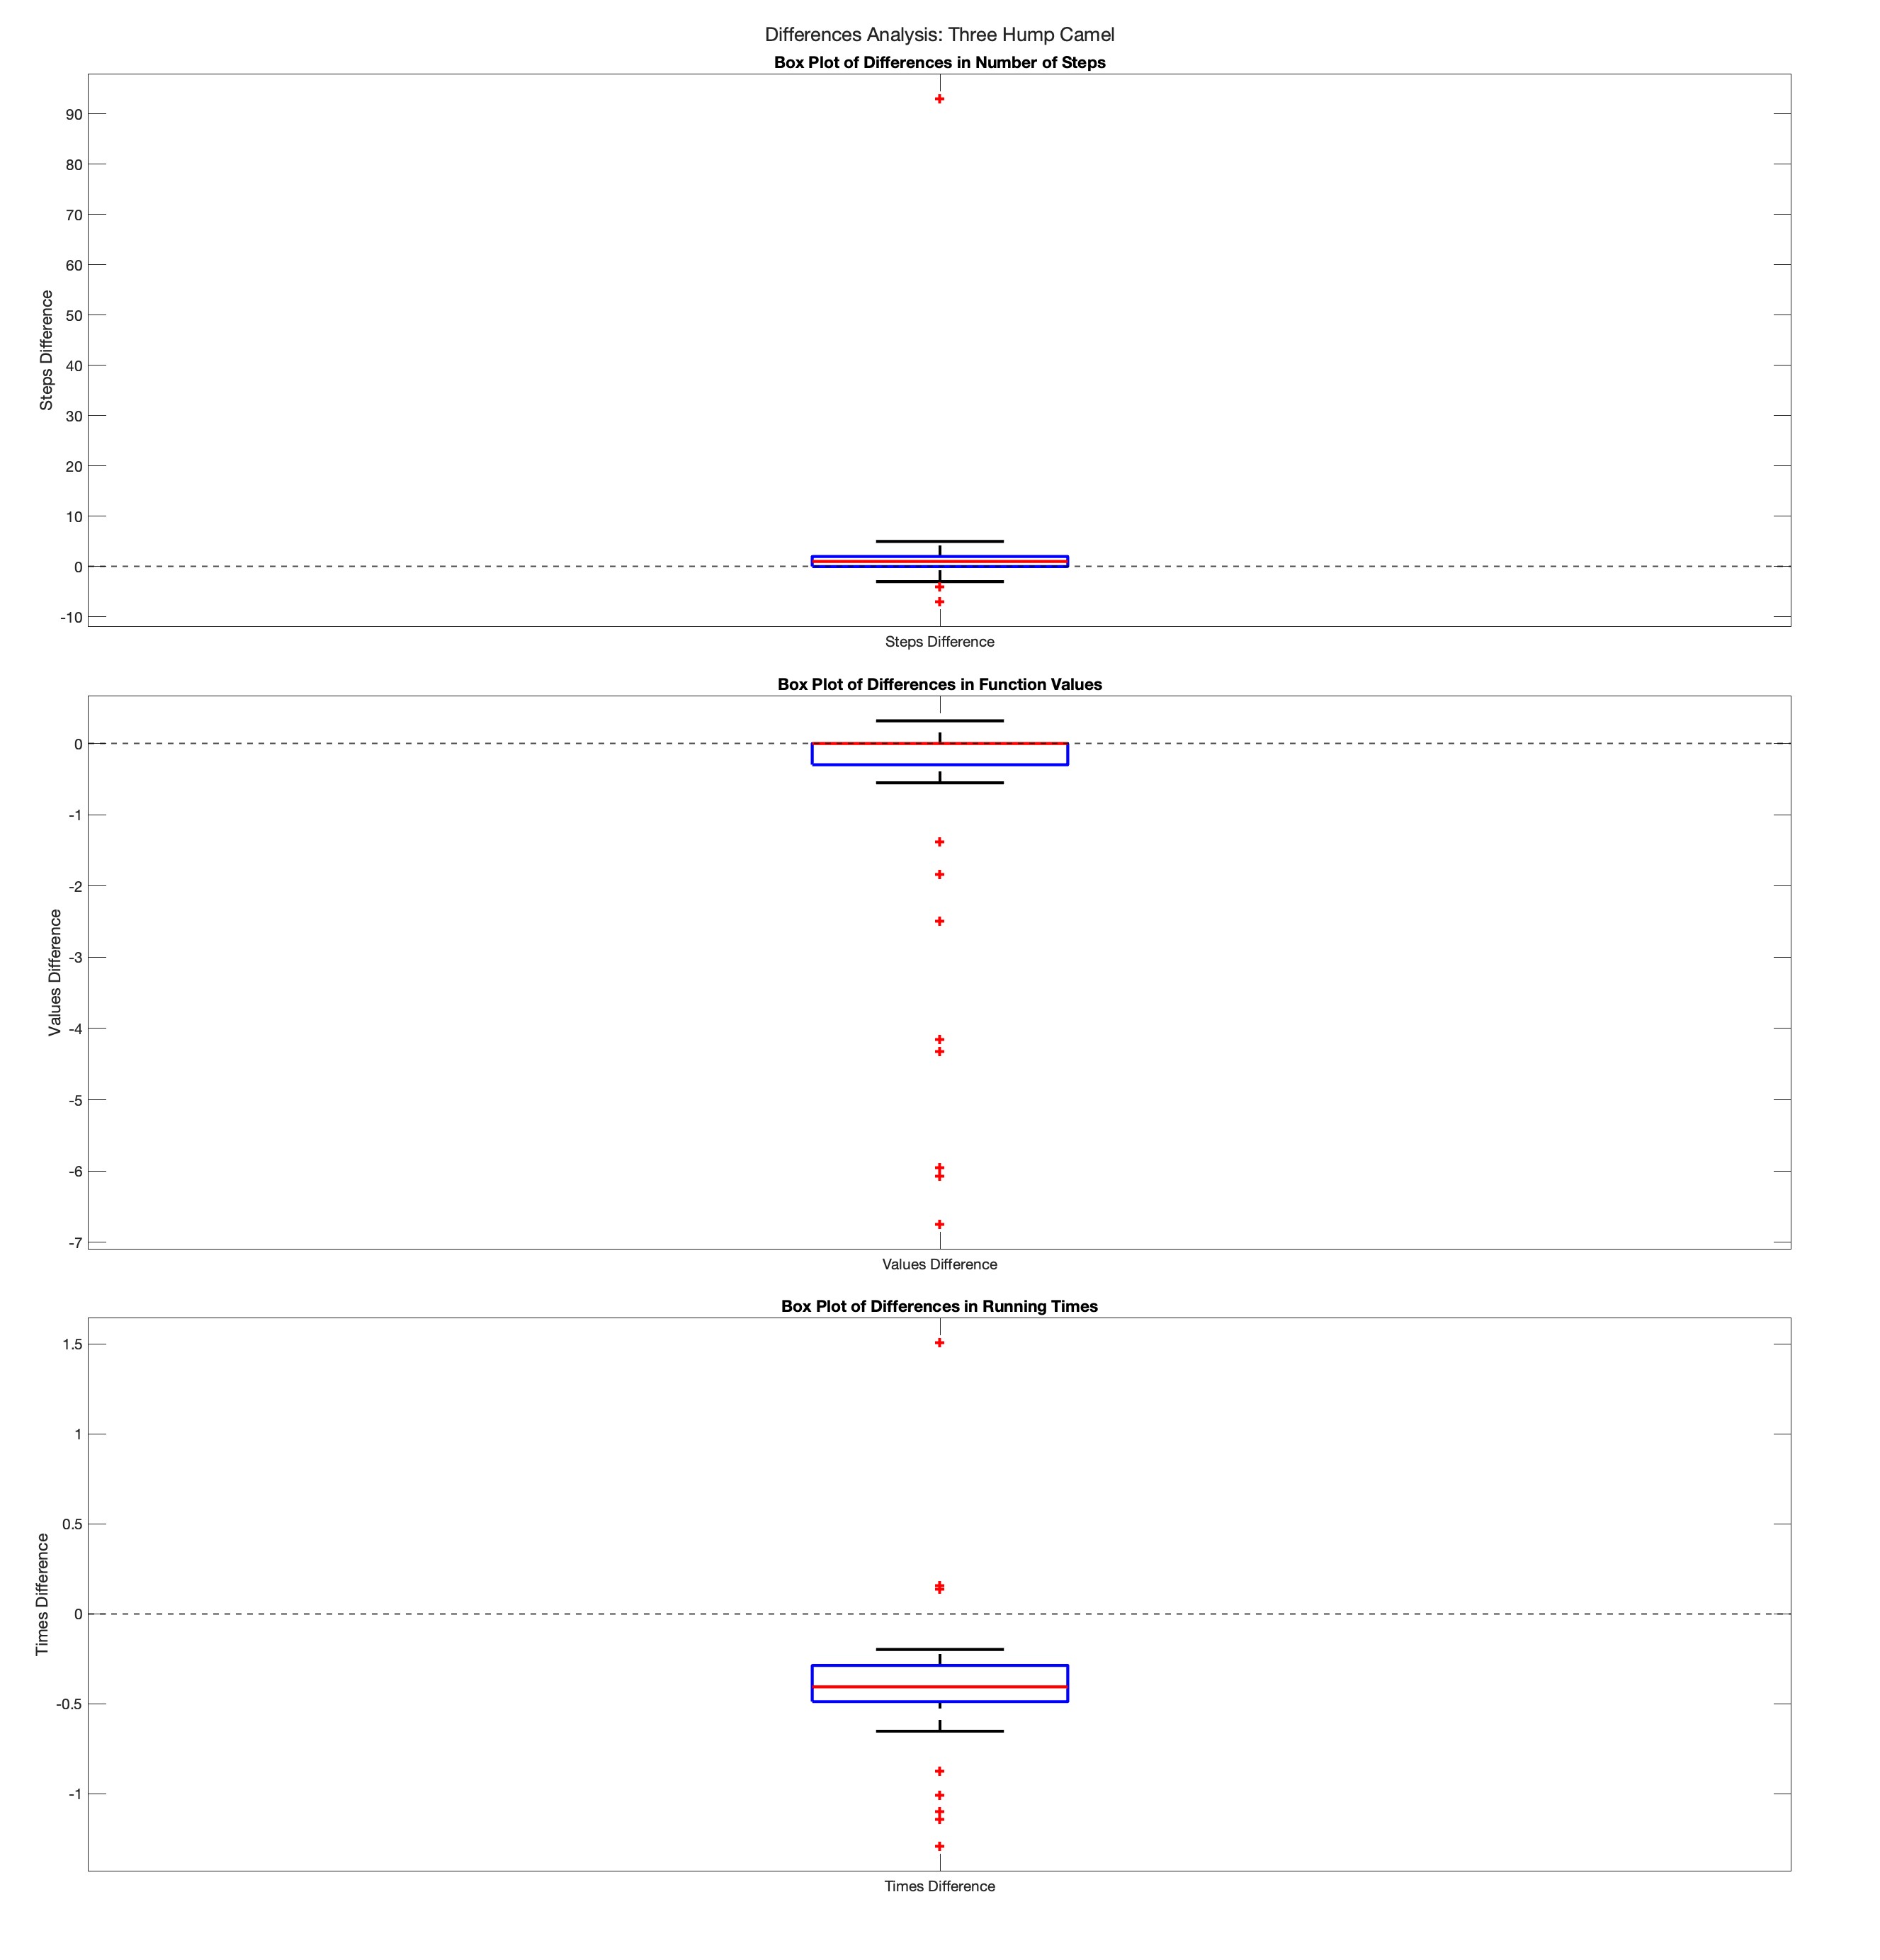 Differences Analysis: Three Hump Camel
Box Plot of Differences in Number of Steps
90
80
70
60
50
40
30
20
10
0
-10
Steps Difference
Steps Difference
Box Plot of Differences in Function Values
0
-1
-2
-3
-4
-5
-6
-7
Values Difference
Values Difference
Box Plot of Differences in Running Times
1.5
1
0.5
0
-0.5
-1
Times Difference
Times Difference